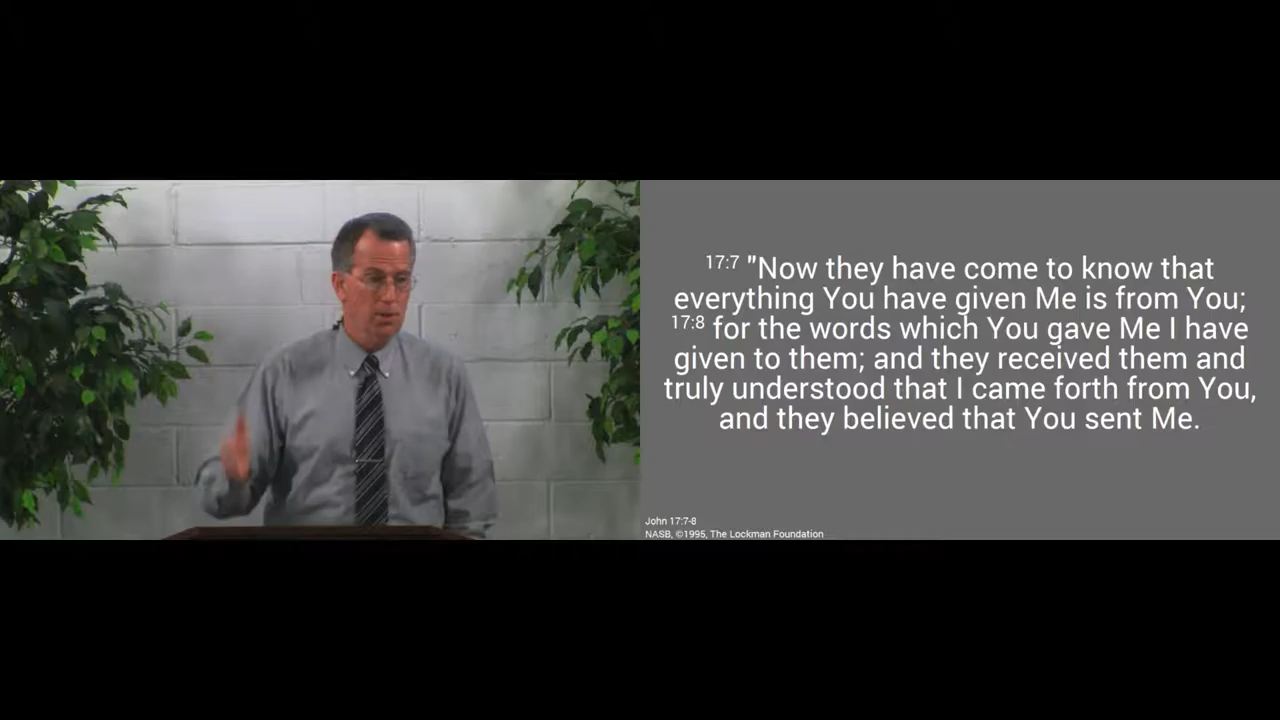 17:7 "Now they have come to know that
everything You have given Me is from You;
17:8 for the words which You gave Me I have
given to them; and they received them and
truly understood that I came forth from You,
and they believed that You sent Me.
John 17:7-8
NASB, ©1995, The Lockman Foundation